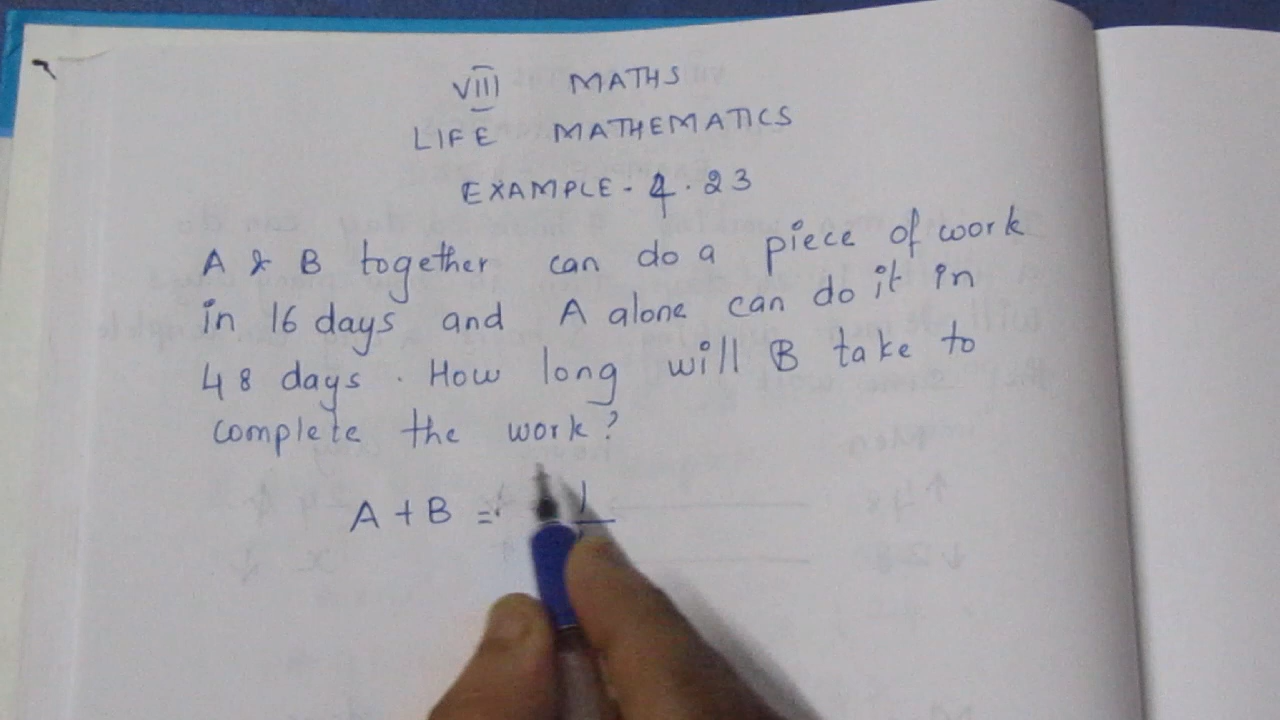 VIII MATHS
LIFE MATHEMATICS
EXAMPLE - 4.23
A & B together can do a piece of work
in 16 days and A alone can do it in
48 days. How long will B take to
complete the work?
A + B = 1